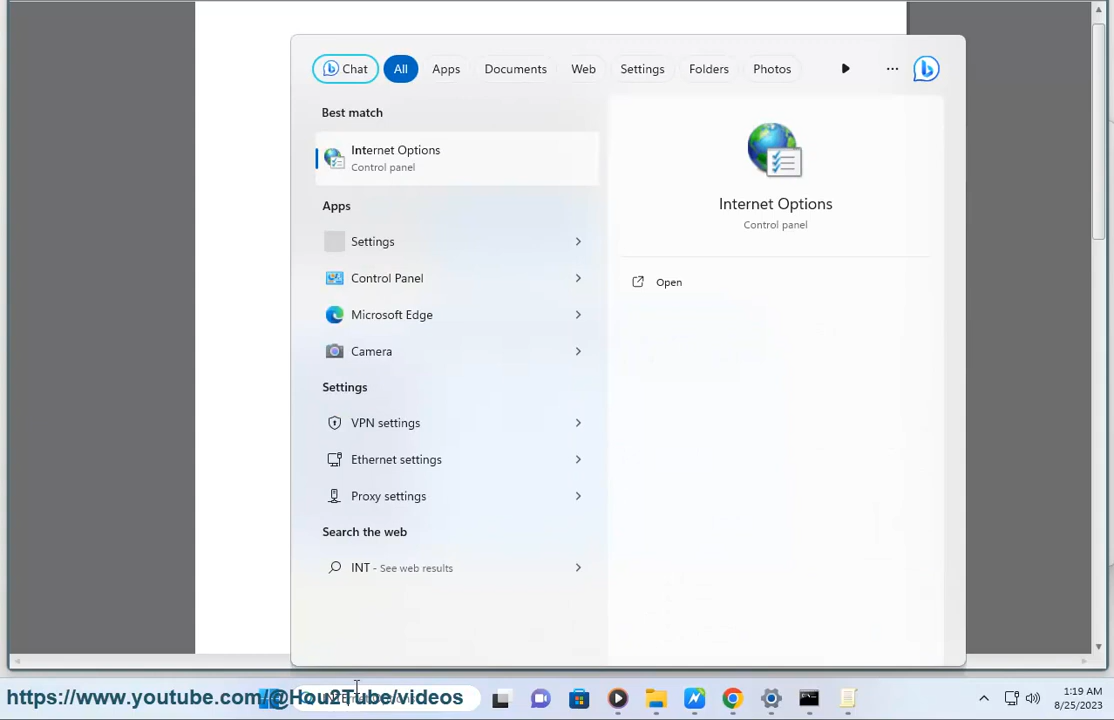 Chat All Apps Documents Web Settings Folders Photos
Best match
Internet Options
Control panel
Apps
Settings
Control Panel
Microsoft Edge
Camera
Settings
VPN settings
Ethernet settings
Proxy settings
Search the web
INT - See web results
Internet Options
Control panel
Open
https://www.youtube.com/@Hou2Tube/videos
1:19 AM
8/25/2023